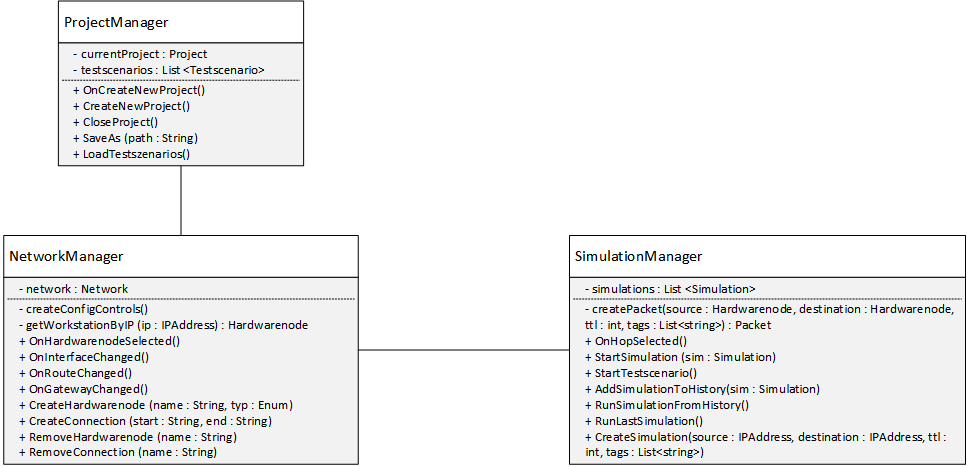 ProjectManager
- currentProject : Project
- testscenarios : List <Testscenario>
+ OnCreateNewProject()
+ CreateNewProject()
+ CloseProject()
+ SaveAs (path : String)
+ LoadTestszenarios()
NetworkManager
- network : Network
- createConfigControls()
- getWorkstationByIP (ip : IPAddress) : Hardwarenode
+ OnHardwarenodeSelected()
+ OnInterfaceChanged()
+ OnRouteChanged()
+ OnGatewayChanged()
+ CreateHardwarenode (name : String, typ : Enum)
+ CreateConnection (start : String, end : String)
+ RemoveHardwarenode (name : String)
+ RemoveConnection (name : String)
SimulationManager
- simulations : List <Simulation>
- createPacket(source : Hardwarenode, destination : Hardwarenode,
ttl : int, tags : List<string>) : Packet
+ OnHopSelected()
+ StartSimulation (sim : Simulation)
+ StartTestscenario()
+ AddSimulationToHistory(sim : Simulation)
+ RunSimulationFromHistory()
+ RunLastSimulation()
+ CreateSimulation(source : IPAddress, destination : IPAddress, ttl :
int, tags : List<string>)